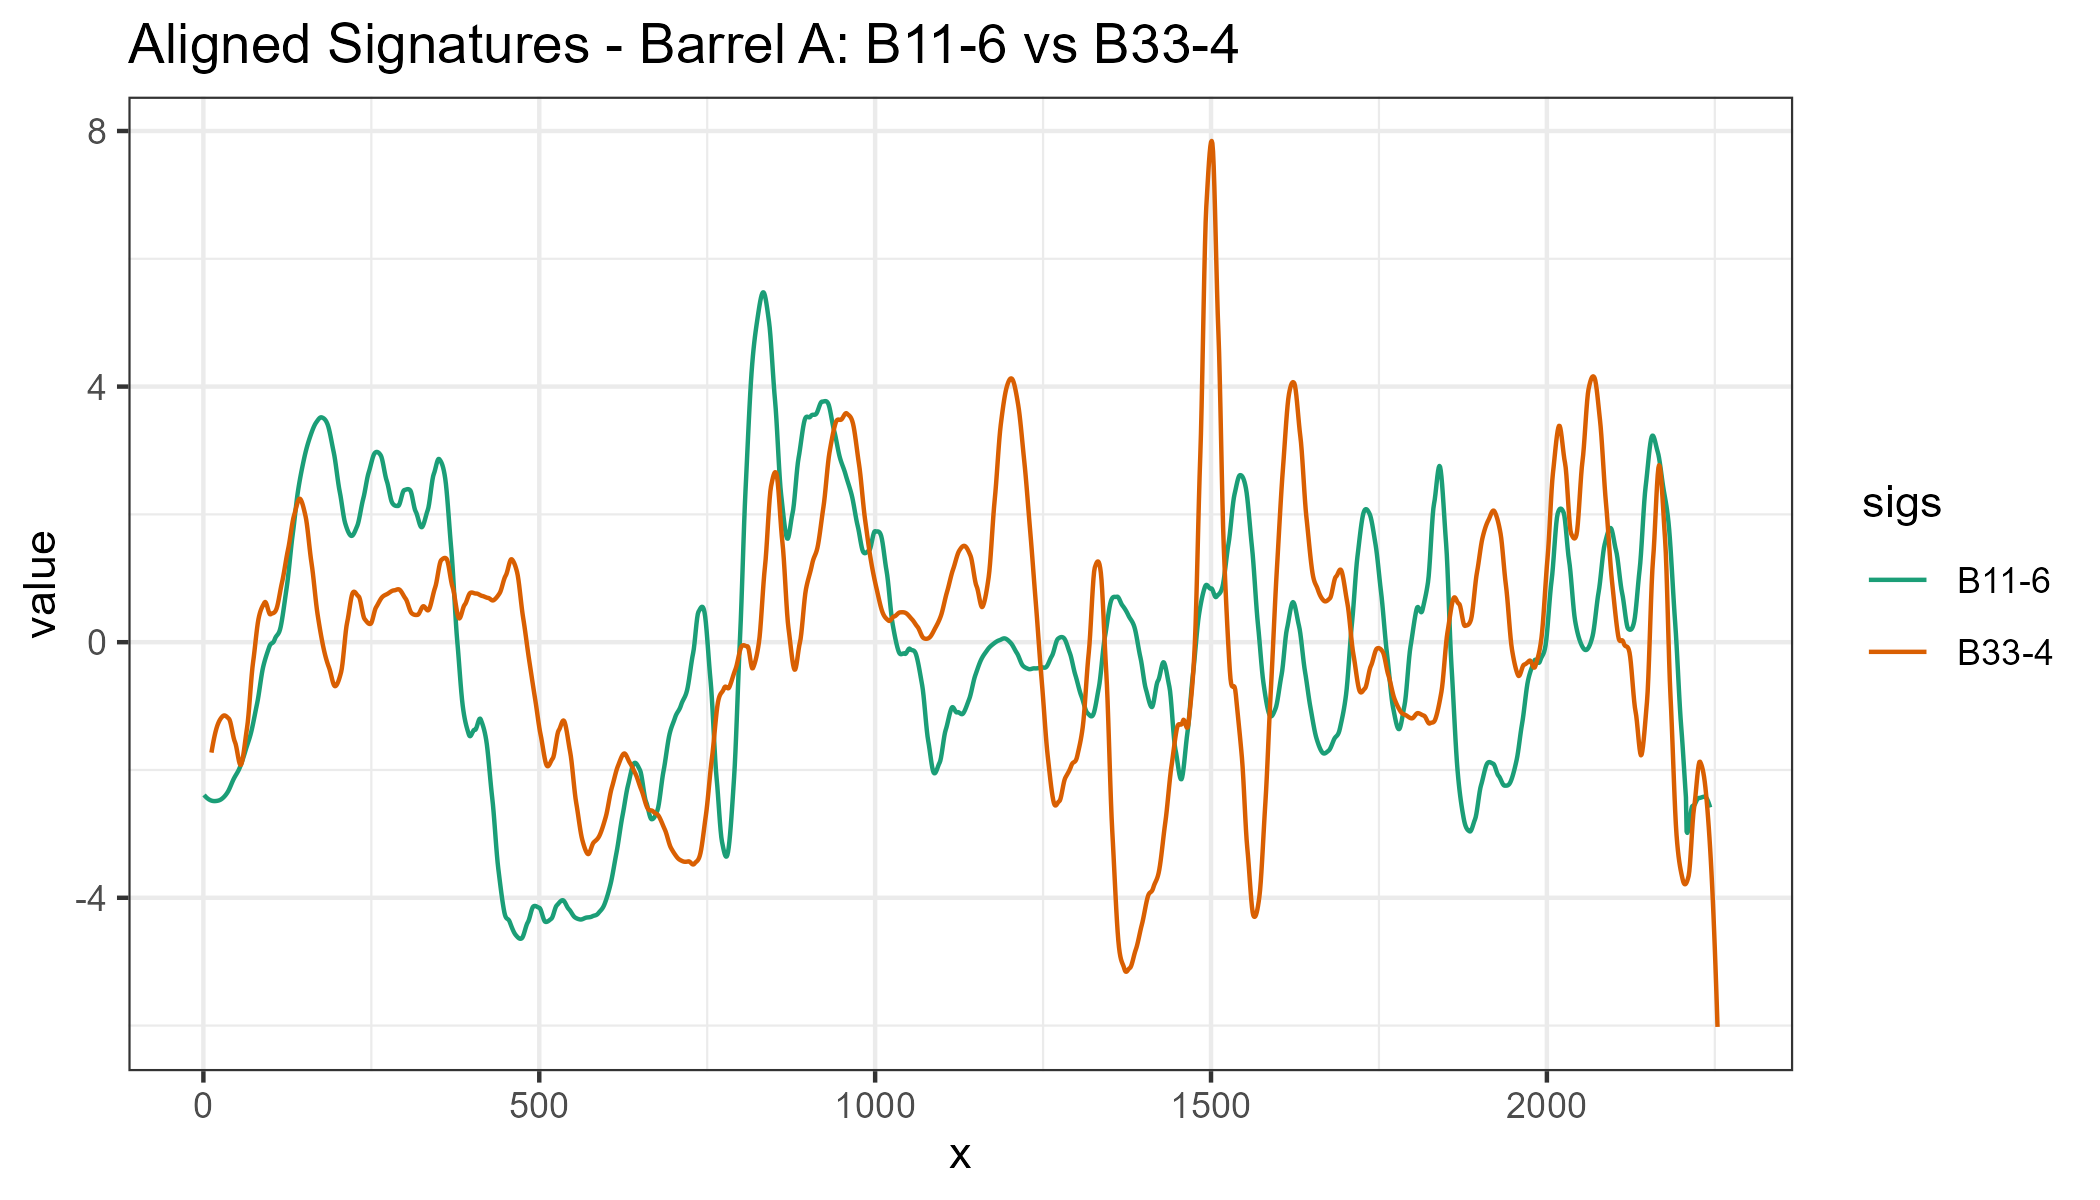 Aligned Signatures - Barrel A: B11-6 vs B33-4
8
4
0
-4
value
0 500 1000 1500 2000
x
sigs
B11-6
B33-4